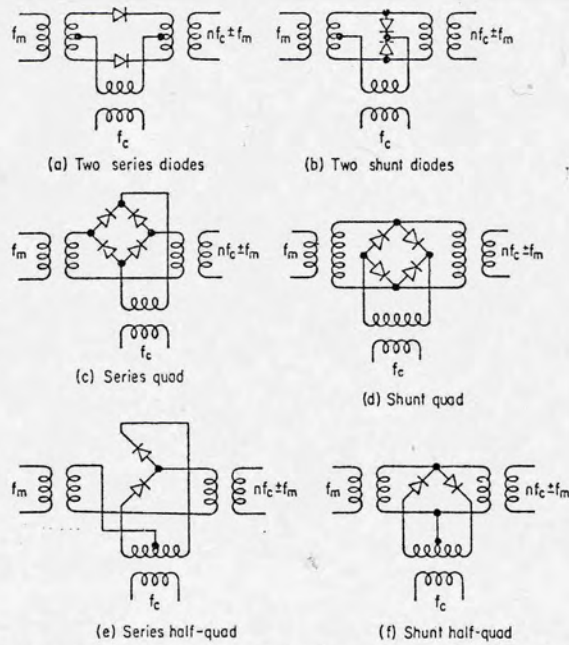 f_m nf_c ± f_m f_m nf_c ± f_m
f_c f_c
(a) Two series diodes (b) Two shunt diodes
f_m nf_c ± f_m f_m nf_c ± f_m
f_c f_c
(c) Series quad (d) Shunt quad
f_m nf_c ± f_m f_m nf_c ± f_m
f_c f_c
(e) Series half-quad (f) Shunt half-quad